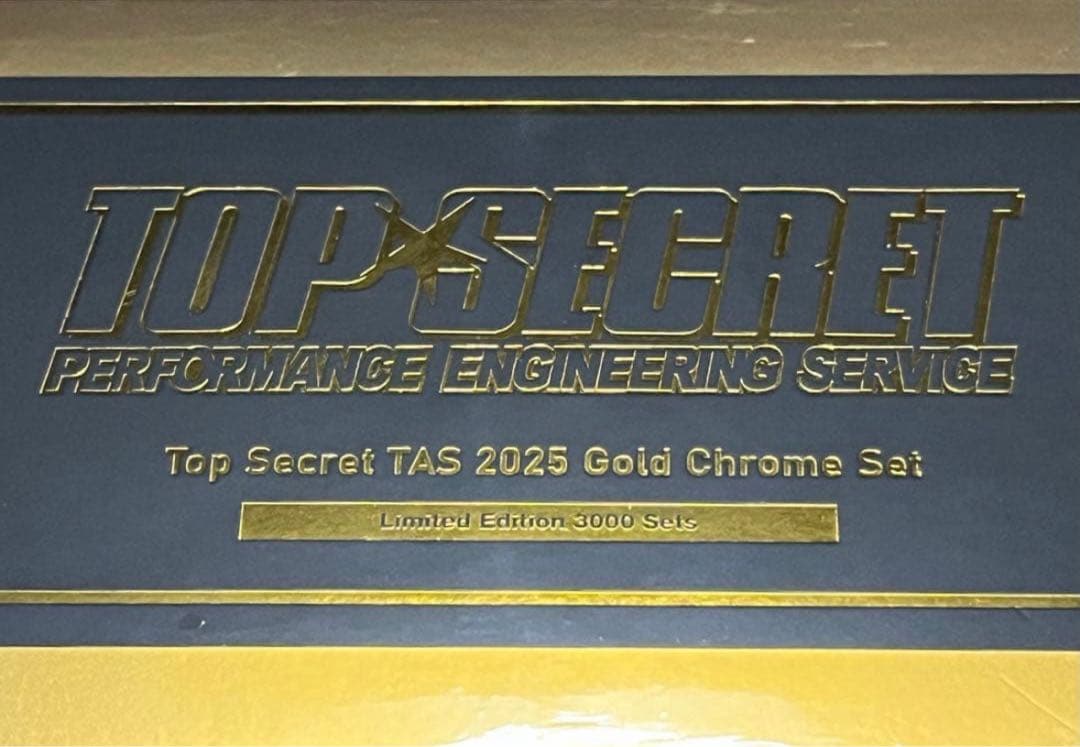 TOP SECRET
PERFORMANCE ENGINEERING SERVICE
Top Secret TAS 2025 Gold Chrome Set
Limited Edition 3000 Sets